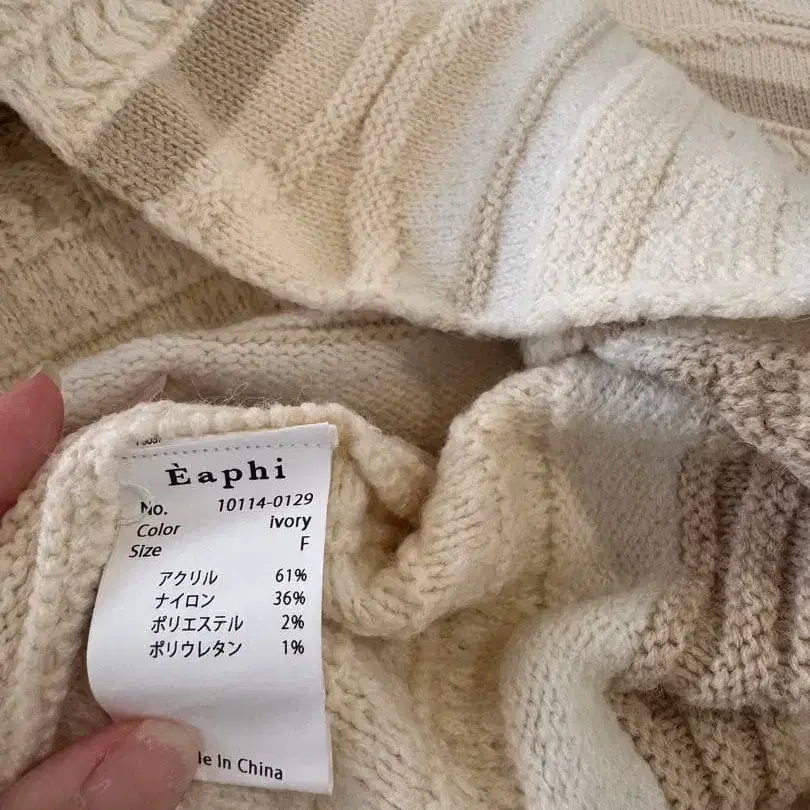 Èaphi
No. 10114-0129
Color ivory
Size F
アクリル 61%
ナイロン 36%
ポリエステル 2%
ポリウレタン 1%
In China